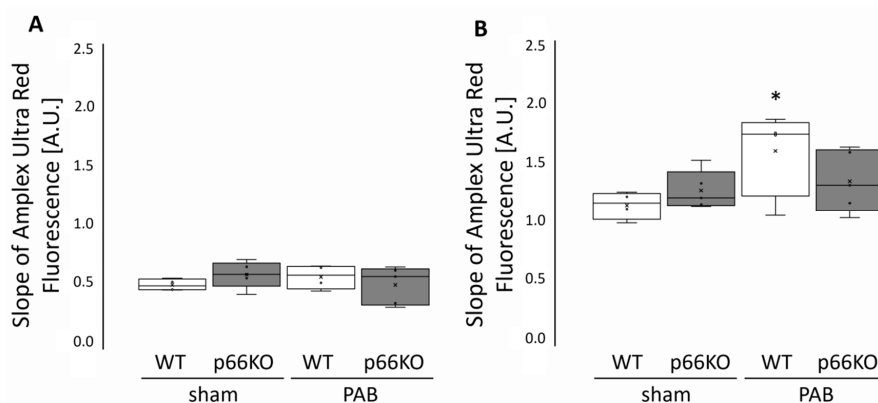 A
Slope of Amplex Ultra Red
Fluorescence [A.U.]
2.5
2.0
1.5
1.0
0.5
0.0
WT p66KO WT p66KO
sham PAB
B
Slope of Amplex Ultra Red
Fluorescence [A.U.]
2.5
2.0
1.5
1.0
0.5
0.0
*
WT p66KO WT p66KO
sham PAB